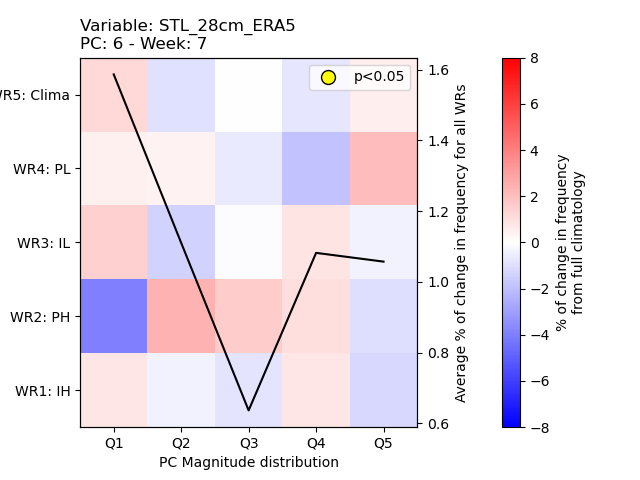 Variable: STL_28cm_ERA5
PC: 6 - Week: 7
p<0.05
WR5: Clima
WR4: PL
WR3: IL
WR2: PH
WR1: IH
Q1 Q2 Q3 Q4 Q5
PC Magnitude distribution
1.6
1.4
1.2
1.0
0.8
0.6
Average % of change in frequency for all WRs
8
6
4
2
0
−2
−4
−6
−8
% of change in frequency
from full climatology